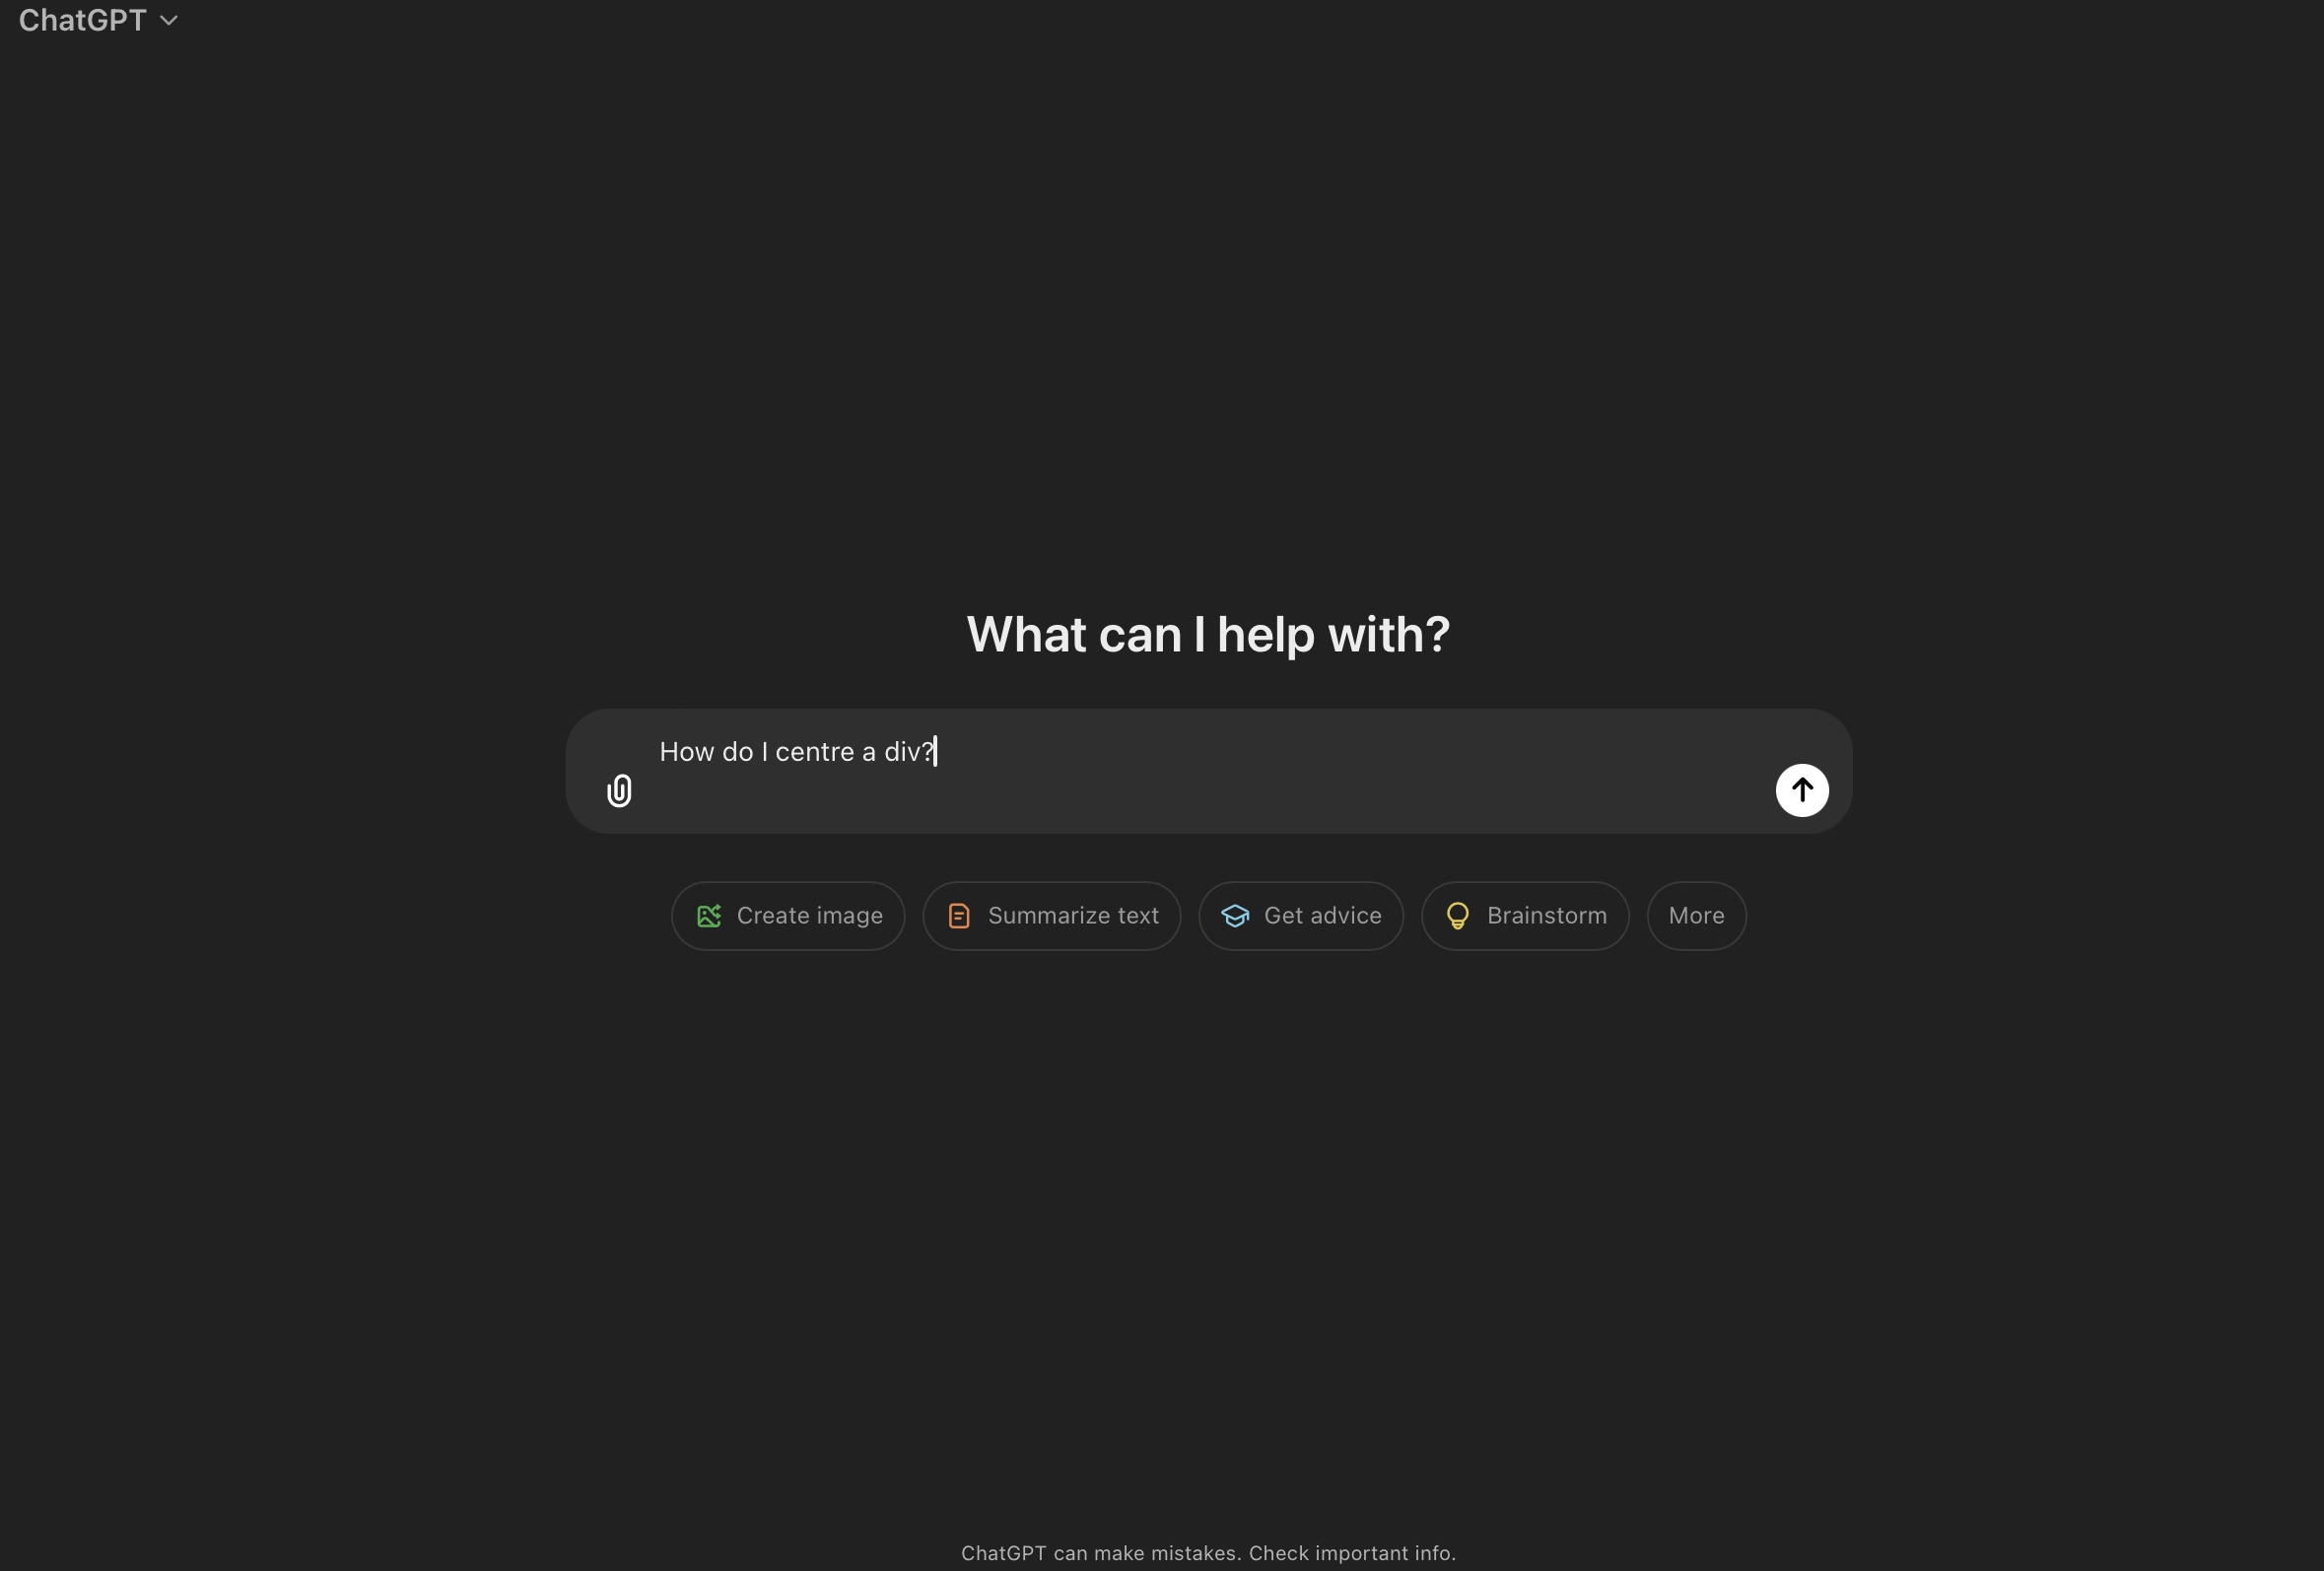 ChatGPT
What can I help with?
How do I centre a div?
Create image
Summarize text
Get advice
Brainstorm
More
ChatGPT can make mistakes. Check important info.